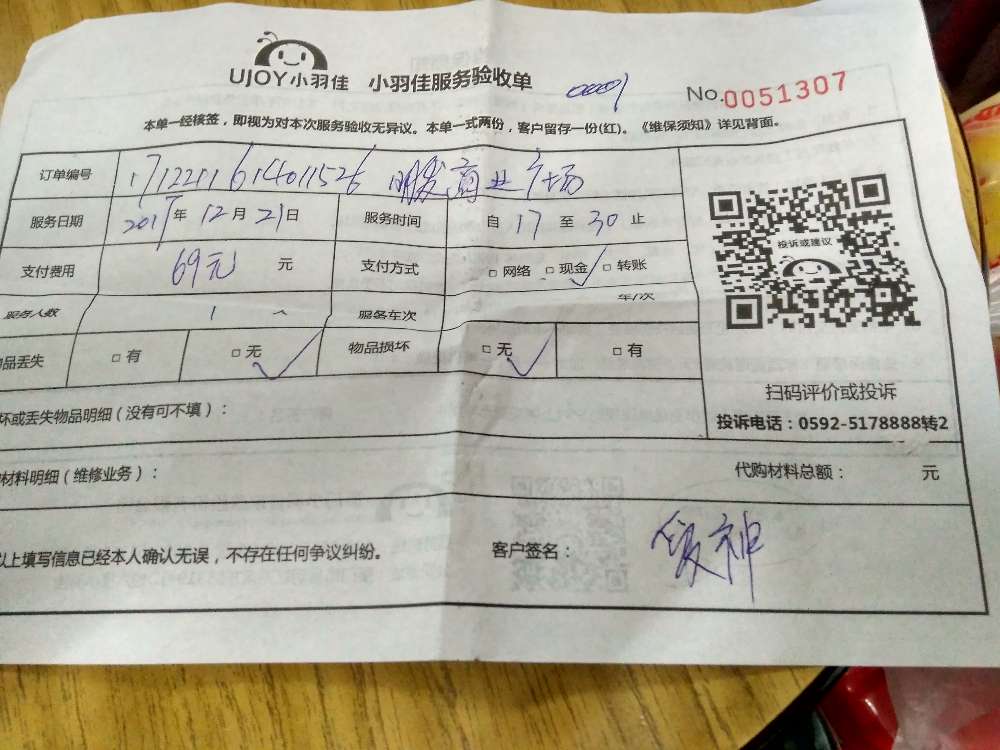 UJOY小羽佳 小羽佳服务验收单 0001 No.0051307
本单一经核签，即视为对本次服务验收无异议。本单一式两份，客户留存一份(红)。《维保须知》详见背面。
订单编号 1712211614011526 明发商业广场
服务日期 2017年12月21日 服务时间 自 17 至 30 止
支付费用 69元 元 支付方式 □网络 □现金✓ □转账
服务人数 1 人 服务车次 车/次
物品丢失 □有 □无✓ 物品损坏 □无✓ □有
投诉或建议
扫码评价或投诉
投诉电话：0592-5178888转2
坏或丢失物品明细（没有可不填）：
材料明细（维修业务）： 代购材料总额： 元
以上填写信息已经本人确认无误，不存在任何争议纠纷。 客户签名：